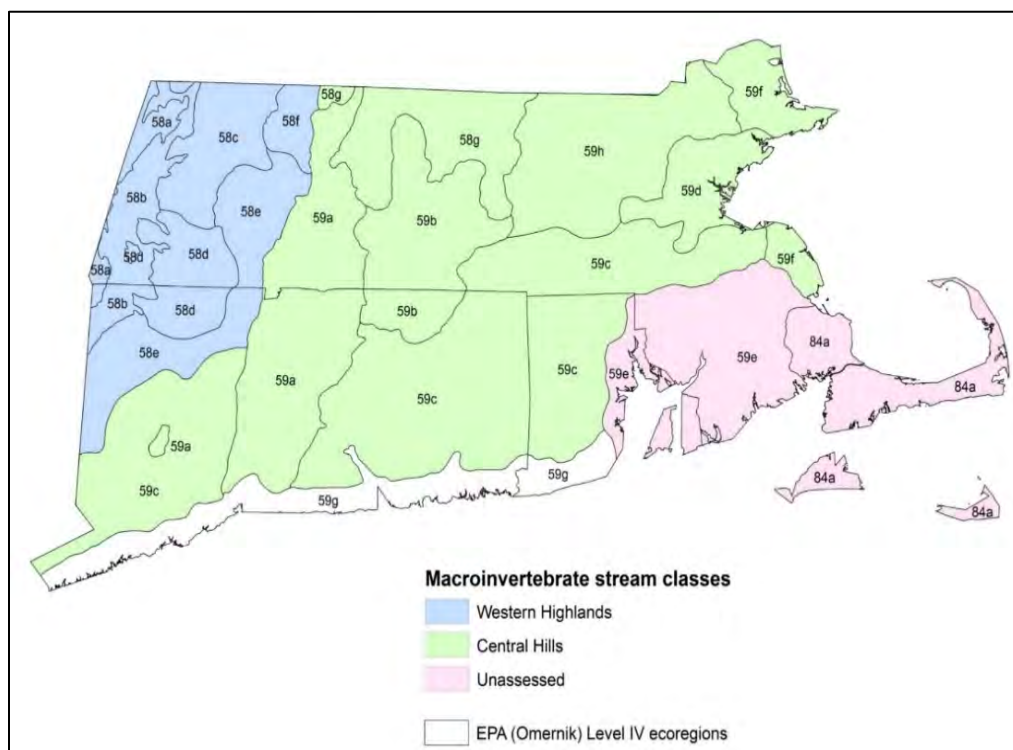 59f
58g
58a
58c
58f
58g
59h
59d
58b
58e
59a
59b
58d
58d
59c
59f
58a
58b
58d
59b
58e
84a
59e
59a
59c
59c
59e
84a
59a
59c
59g
59g
84a
84a
Macroinvertebrate stream classes
Western Highlands
Central Hills
Unassessed
EPA (Omernik) Level IV ecoregions